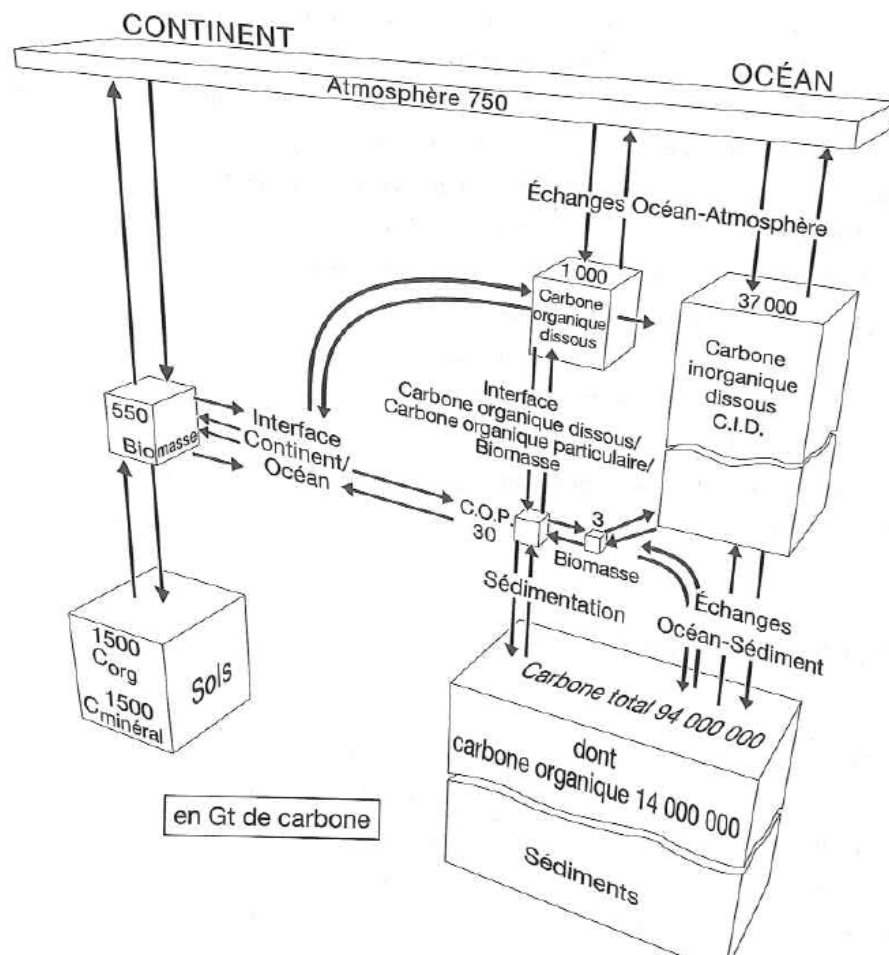 CONTINENT
OCÉAN
Atmosphère 750
Échanges Océan-Atmosphère
1 000
Carbone
organique
dissous
37 000
Carbone
inorganique
dissous
C.I.D.
550
Biomasse
Interface
Continent/
Océan
Interface
Carbone organique dissous/
Carbone organique particulaire/
Biomasse
C.O.P.
30
3
Biomasse
Sédimentation
Échanges
Océan-Sédiment
1500
Corg
1500
Cminéral
Sols
Carbone total 94 000 000
dont
carbone organique 14 000 000
Sédiments
en Gt de carbone